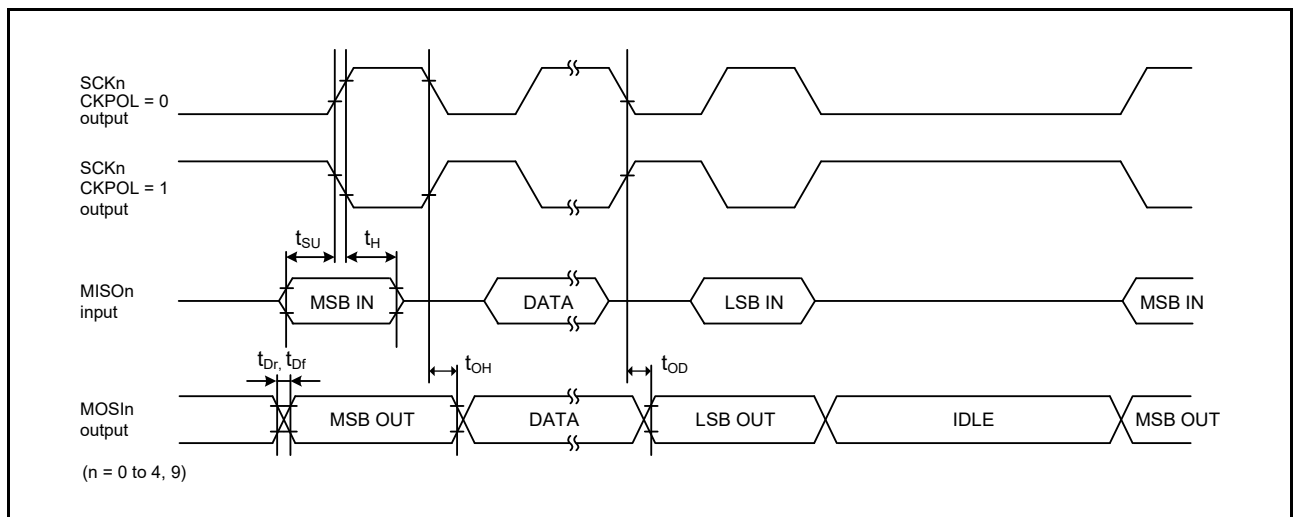 SCKn
CKPOL = 0
output
SCKn
CKPOL = 1
output
tSU
tH
MISOn
input
MSB IN
DATA
LSB IN
MSB IN
tDr, tDf
tOH
tOD
MOSIn
output
MSB OUT
DATA
LSB OUT
IDLE
MSB OUT
(n = 0 to 4, 9)